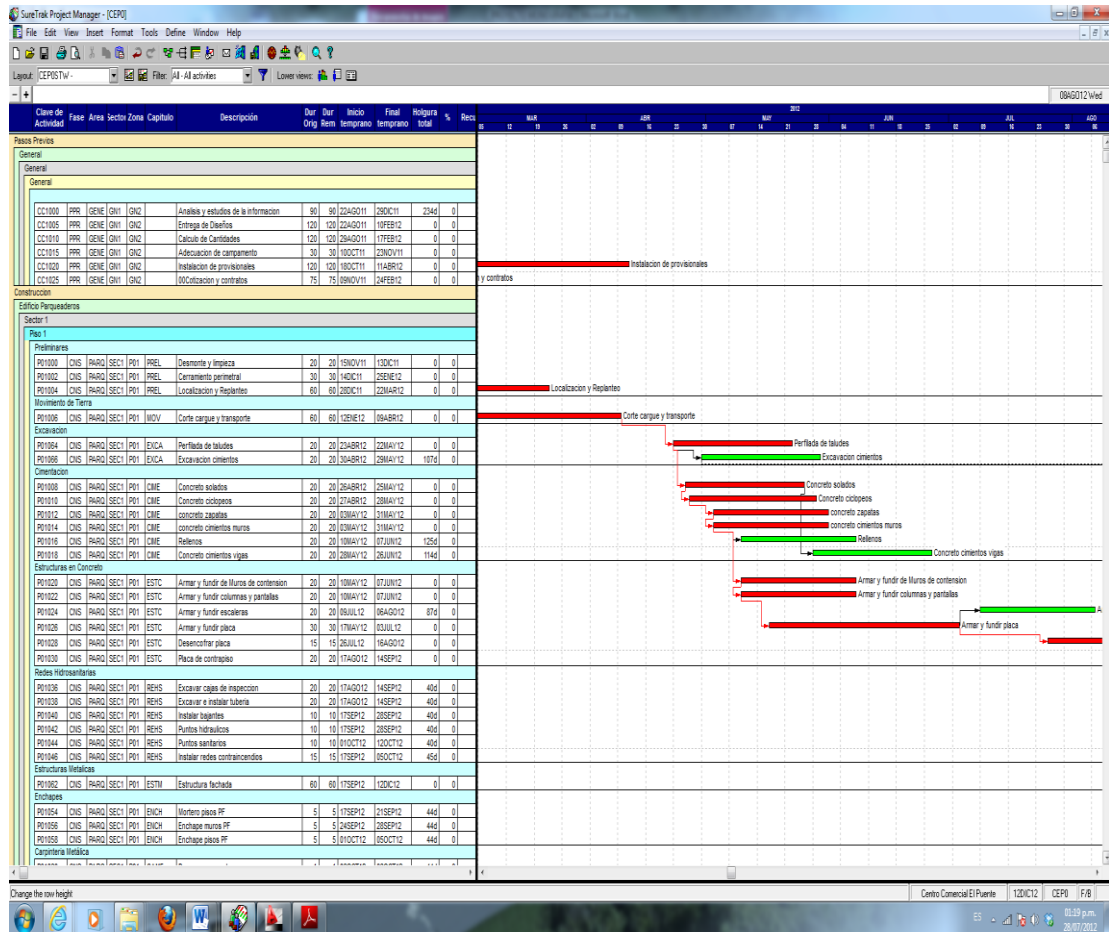 SureTrak Project Manager - [CEP0]
File Edit View Insert Format Tools Define Window Help
Layout: CEP0STW - Filter: All - All activities Lower views:
08AGO12 Wed
Clave de Actividad Fase Area Sector Zona Capitulo Descripción Dur Orig Dur Rem Inicio temprano Final temprano Holgura total % Recu
2012
MAR ABR MAY JUN JUL AGO
05 12 19 26 02 09 16 23 30 07 14 21 28 04 11 18 25 02 09 16 23 30 06
Pasos Previos
General
General
General
CC1000 PPR GENE GN1 GN2 Analisis y estudios de la informacion 90 90 22AGO11 29DIC11 234d 0
CC1005 PPR GENE GN1 GN2 Entrega de Diseños 120 120 22AGO11 10FEB12 0 0
CC1010 PPR GENE GN1 GN2 Calculo de Cantidades 120 120 29AGO11 17FEB12 0 0
CC1015 PPR GENE GN1 GN2 Adecuacion de campamento 30 30 10OCT11 23NOV11 0 0
CC1020 PPR GENE GN1 GN2 Instalacion de provisionales 120 120 18OCT11 11ABR12 0 0 Instalacion de provisionales
CC1025 PPR GENE GN1 GN2 00Cotizacion y contratos 75 75 09NOV11 24FEB12 0 0 y contratos
Construccion
Edificio Parqueaderos
Sector 1
Piso 1
Preliminares
P01000 CNS PARQ SEC1 P01 PREL Desmonte y limpieza 20 20 15NOV11 13DIC11 0 0
P01002 CNS PARQ SEC1 P01 PREL Cerramiento perimetral 30 30 14DIC11 25ENE12 0 0
P01004 CNS PARQ SEC1 P01 PREL Localizacion y Replanteo 60 60 28DIC11 22MAR12 0 0 Localizacion y Replanteo
Movimiento de Tierra
P01006 CNS PARQ SEC1 P01 MOV Corte cargue y transporte 60 60 12ENE12 09ABR12 0 0 Corte cargue y transporte
Excavacion
P01064 CNS PARQ SEC1 P01 EXCA Perfilada de taludes 20 20 23ABR12 22MAY12 0 0 Perfilada de taludes
P01066 CNS PARQ SEC1 P01 EXCA Excavacion cimientos 20 20 30ABR12 29MAY12 107d 0 Excavacion cimientos
Cimentacion
P01008 CNS PARQ SEC1 P01 CIME Concreto solados 20 20 26ABR12 25MAY12 0 0 Concreto solados
P01010 CNS PARQ SEC1 P01 CIME Concreto ciclopeos 20 20 27ABR12 28MAY12 0 0 Concreto ciclopeos
P01012 CNS PARQ SEC1 P01 CIME concreto zapatas 20 20 03MAY12 31MAY12 0 0 concreto zapatas
P01014 CNS PARQ SEC1 P01 CIME concreto cimientos muros 20 20 03MAY12 31MAY12 0 0 concreto cimientos muros
P01016 CNS PARQ SEC1 P01 CIME Rellenos 20 20 10MAY12 07JUN12 125d 0 Rellenos
P01018 CNS PARQ SEC1 P01 CIME Concreto cimientos vigas 20 20 28MAY12 26JUN12 114d 0 Concreto cimientos vigas
Estructuras en Concreto
P01020 CNS PARQ SEC1 P01 ESTC Armar y fundir de Muros de contension 20 20 10MAY12 07JUN12 0 0 Armar y fundir de Muros de contension
P01022 CNS PARQ SEC1 P01 ESTC Armar y fundir columnas y pantallas 20 20 10MAY12 07JUN12 0 0 Armar y fundir columnas y pantallas
P01024 CNS PARQ SEC1 P01 ESTC Armar y fundir escaleras 20 20 09JUL12 06AGO12 87d 0
P01026 CNS PARQ SEC1 P01 ESTC Armar y fundir placa 30 30 17MAY12 03JUL12 0 0 Armar y fundir placa
P01028 CNS PARQ SEC1 P01 ESTC Desencofrar placa 15 15 26JUL12 16AGO12 0 0
P01030 CNS PARQ SEC1 P01 ESTC Placa de contrapiso 20 20 17AGO12 14SEP12 0 0
Redes Hidrosanitarias
P01036 CNS PARQ SEC1 P01 REHS Excavar cajas de inspeccion 20 20 17AGO12 14SEP12 40d 0
P01038 CNS PARQ SEC1 P01 REHS Excavar e instalar tuberia 20 20 17AGO12 14SEP12 40d 0
P01040 CNS PARQ SEC1 P01 REHS Instalar bajantes 10 10 17SEP12 28SEP12 40d 0
P01042 CNS PARQ SEC1 P01 REHS Puntos hidraulicos 10 10 17SEP12 28SEP12 40d 0
P01044 CNS PARQ SEC1 P01 REHS Puntos sanitarios 10 10 01OCT12 12OCT12 40d 0
P01046 CNS PARQ SEC1 P01 REHS Instalar redes contraincendios 15 15 17SEP12 05OCT12 45d 0
Estructuras Metalicas
P01062 CNS PARQ SEC1 P01 ESTM Estructura fachada 60 60 17SEP12 12DIC12 0 0
Enchapes
P01054 CNS PARQ SEC1 P01 ENCH Mortero pisos PF 5 5 17SEP12 21SEP12 44d 0
P01056 CNS PARQ SEC1 P01 ENCH Enchape muros PF 5 5 24SEP12 28SEP12 44d 0
P01058 CNS PARQ SEC1 P01 ENCH Enchape pisos PF 5 5 01OCT12 05OCT12 44d 0
Carpinteria Metálica
Change the row height Centro Comercial El Puente 12DIC12 CEP0 F/B
ES 01:19 p.m.
28/07/2012